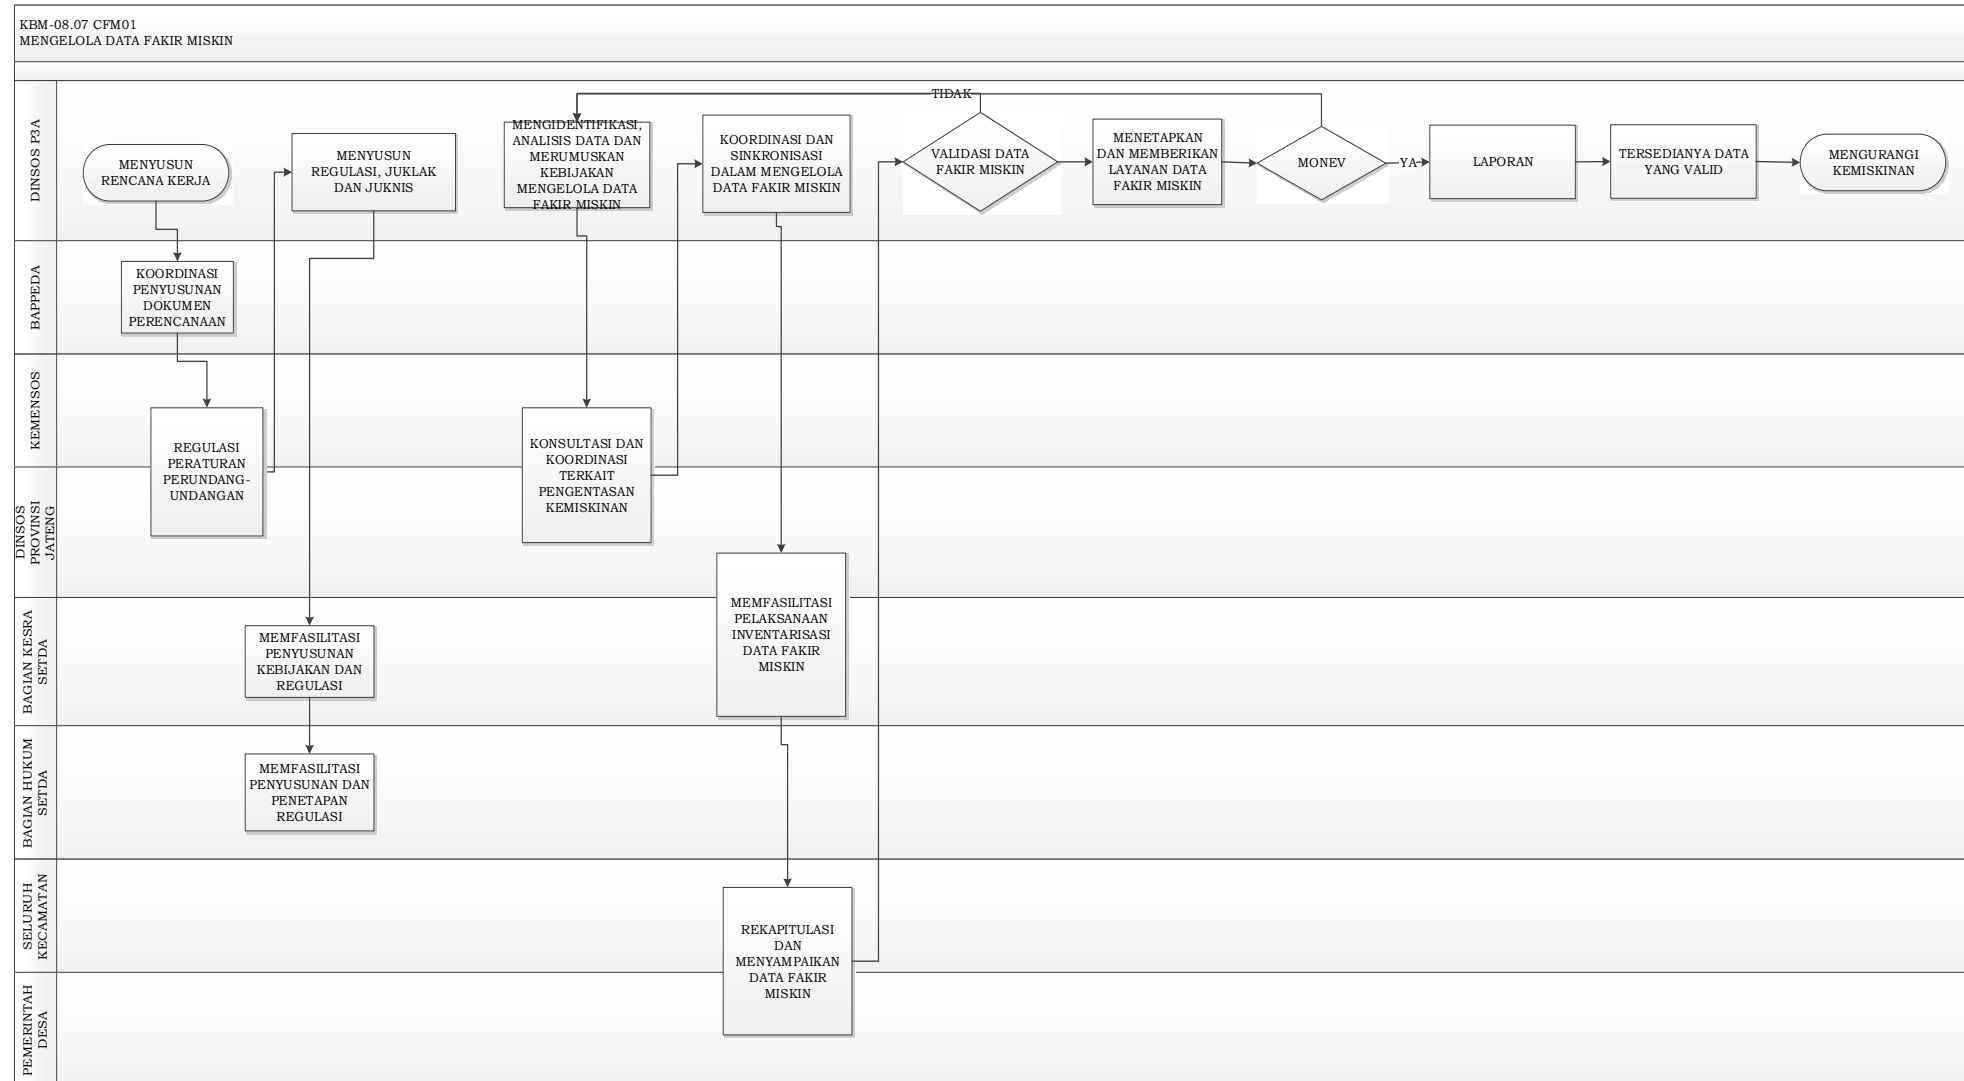 KBM-08.07 CFM01
MENGELOLA DATA FAKIR MISKIN
DINSOS P3A
MENYUSUN
RENCANA KERJA
MENYUSUN
REGULASI, JUKLAK
DAN JUKNIS
MENGIDENTIFIKASI,
ANALISIS DATA DAN
MERUMUSKAN
KEBIJAKAN
MENGELOLA DATA
FAKIR MISKIN
KOORDINASI DAN
SINKRONISASI
DALAM MENGELOLA
DATA FAKIR MISKIN
TIDAK
VALIDASI DATA
FAKIR MISKIN
MENETAPKAN
DAN MEMBERIKAN
LAYANAN DATA
FAKIR MISKIN
MONEV
YA
LAPORAN
TERSEDIANYA DATA
YANG VALID
MENGURANGI
KEMISKINAN
BAPPEDA
KOORDINASI
PENYUSUNAN
DOKUMEN
PERENCANAAN
KEMENSOS
REGULASI
PERATURAN
PERUNDANG-
UNDANGAN
KONSULTASI DAN
KOORDINASI
TERKAIT
PENGENTASAN
KEMISKINAN
DINSOS
PROVINSI
JATENG
MEMFASILITASI
PELAKSANAAN
INVENTARISASI
DATA FAKIR
MISKIN
BAGIAN KESRA
SETDA
MEMFASILITASI
PENYUSUNAN
KEBIJAKAN DAN
REGULASI
BAGIAN HUKUM
SETDA
MEMFASILITASI
PENYUSUNAN DAN
PENETAPAN
REGULASI
SELURUH
KECAMATAN
REKAPITULASI
DAN
MENYAMPAIKAN
DATA FAKIR
MISKIN
PEMERINTAH
DESA